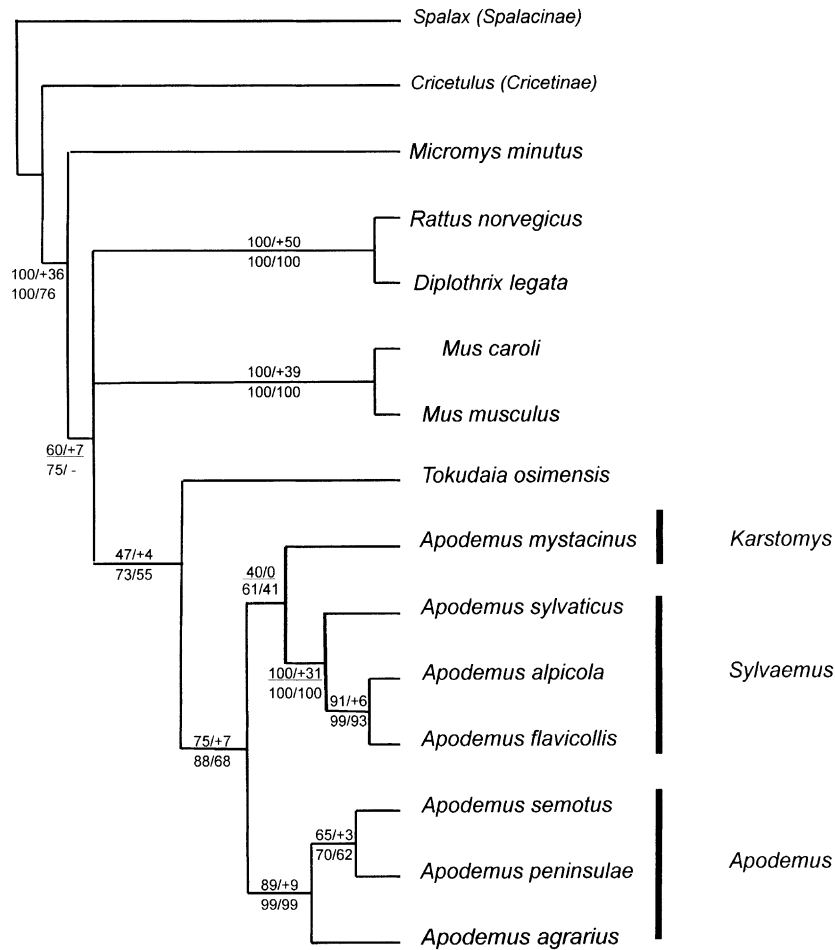 Spalax (Spalacinae)
Cricetulus (Cricetinae)
Micromys minutus
Rattus norvegicus
100/+50
100/100
Diplothrix legata
100/+36
100/76
Mus caroli
100/+39
100/100
Mus musculus
60/+7
75/ -
Tokudaia osimensis
Apodemus mystacinus
Karstomys
47/+4
73/55
40/0
61/41
Apodemus sylvaticus
Apodemus alpicola
Sylvaemus
100/+31
100/100
91/+6
99/93
Apodemus flavicollis
75/+7
88/68
Apodemus semotus
65/+3
70/62
Apodemus peninsulae
Apodemus
89/+9
99/99
Apodemus agrarius